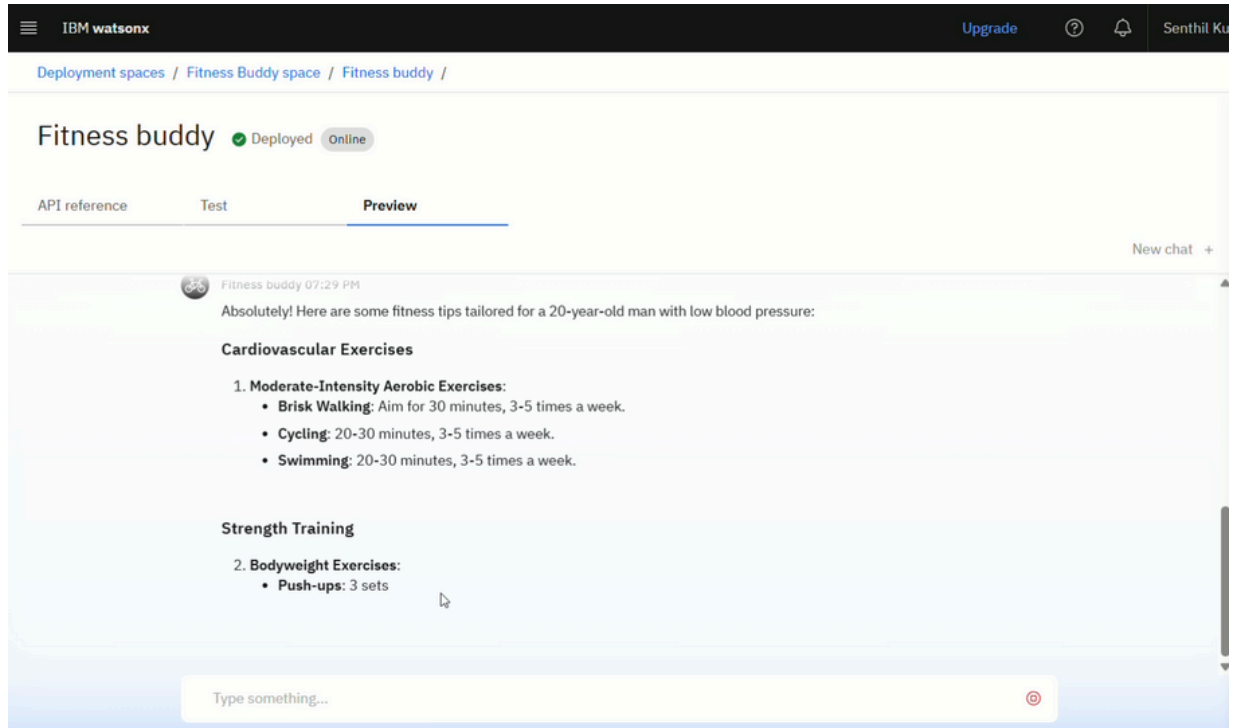 IBM watsonx
Upgrade
Senthil Ku
Deployment spaces / Fitness Buddy space / Fitness buddy /
Fitness buddy Deployed Online
API reference Test Preview
New chat +
Fitness buddy 07:29 PM
Absolutely! Here are some fitness tips tailored for a 20-year-old man with low blood pressure:
Cardiovascular Exercises
1. Moderate-Intensity Aerobic Exercises:
• Brisk Walking: Aim for 30 minutes, 3-5 times a week.
• Cycling: 20-30 minutes, 3-5 times a week.
• Swimming: 20-30 minutes, 3-5 times a week.
Strength Training
2. Bodyweight Exercises:
• Push-ups: 3 sets
Type something...